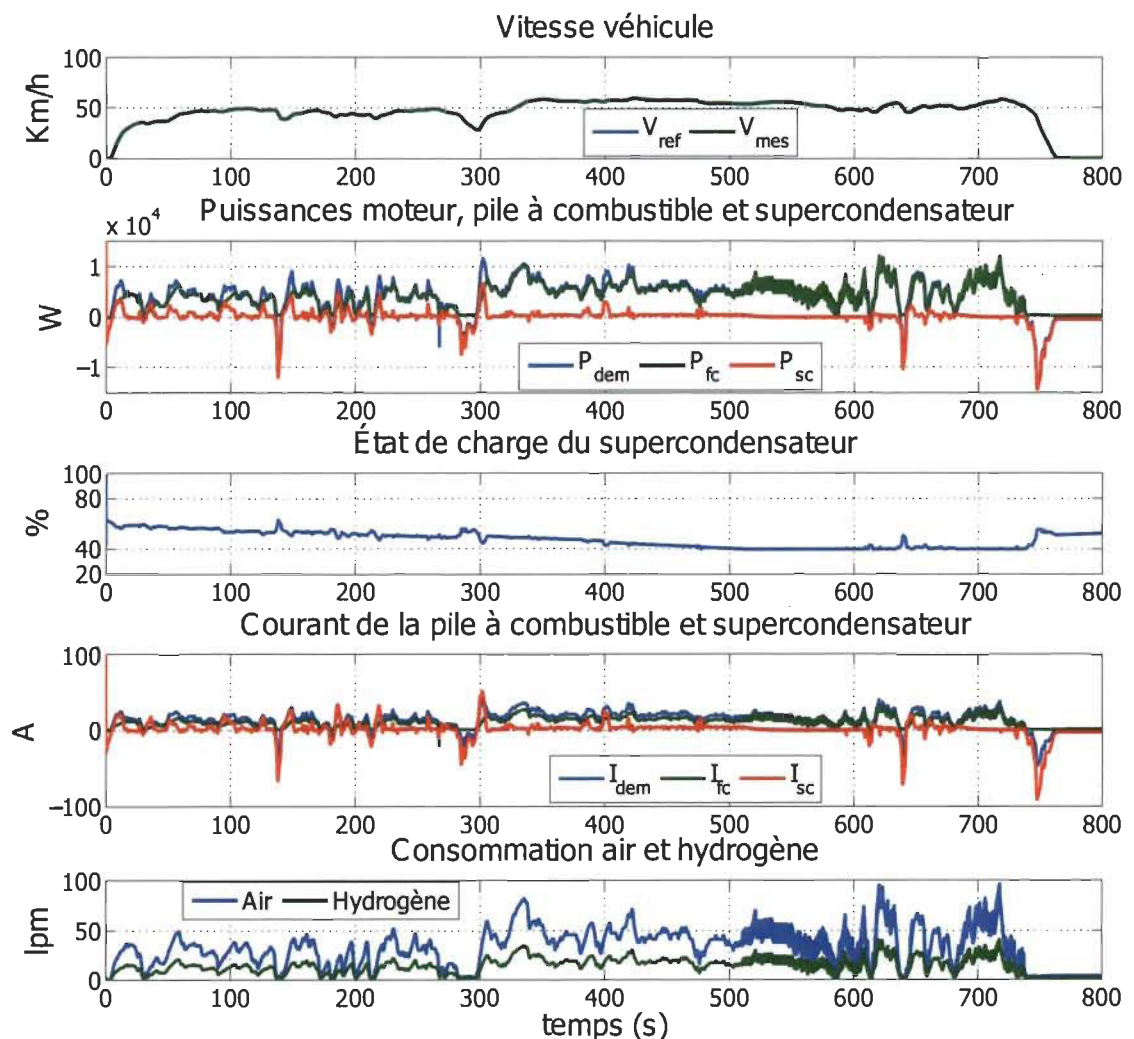 Vitesse véhicule
100
50
0
Km/h
V_ref V_mes
0 100 200 300 400 500 600 700 800
Puissances moteur, pile à combustible et supercondensateur
x 10^4
1
0
−1
W
P_dem P_fc P_sc
0 100 200 300 400 500 600 700 800
État de charge du supercondensateur
100
80
40
20
%
0 100 200 300 400 500 600 700 800
Courant de la pile à combustible et supercondensateur
100
0
−100
A
I_dem I_fc I_sc
0 100 200 300 400 500 600 700 800
Consommation air et hydrogène
100
50
0
lpm
Air Hydrogène
0 100 200 300 400 500 600 700 800
temps (s)